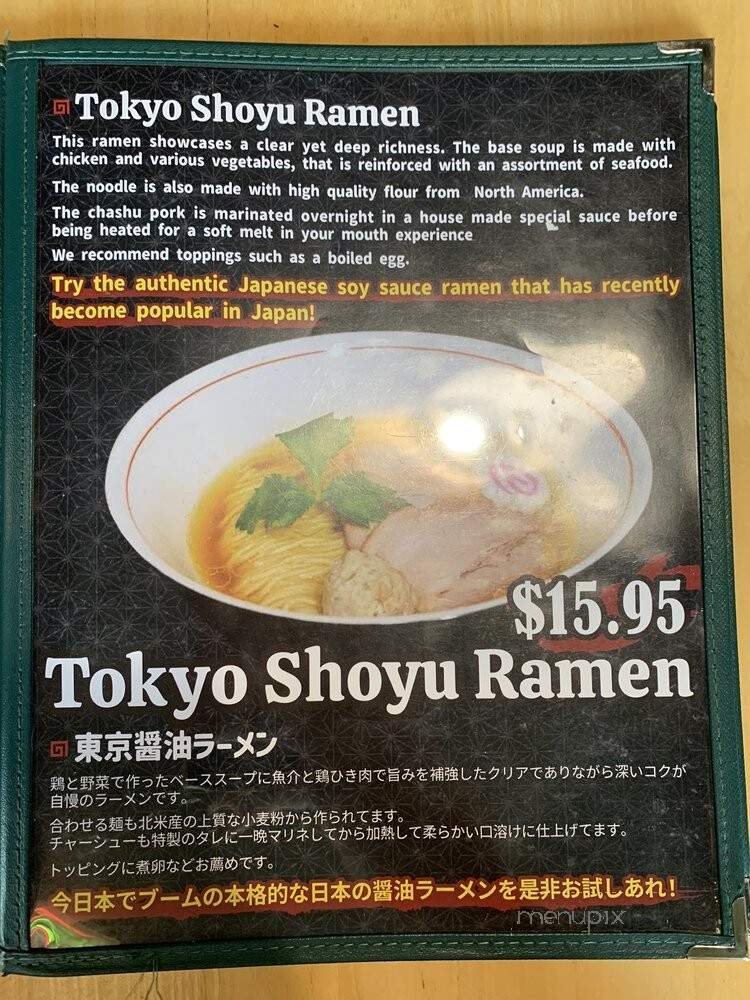 Tokyo Shoyu Ramen
This ramen showcases a clear yet deep richness. The base soup is made with
chicken and various vegetables, that is reinforced with an assortment of seafood.
The noodle is also made with high quality flour from North America.
The chashu pork is marinated overnight in a house made special sauce before
being heated for a soft melt in your mouth experience
We recommend toppings such as a boiled egg.
Try the authentic Japanese soy sauce ramen that has recently
become popular in Japan!
$15.95
Tokyo Shoyu Ramen
東京醤油ラーメン
鶏と野菜で作ったベーススープに魚介と鶏ひき肉で旨みを補強したクリアでありながら深いコクが
自慢のラーメンです。
合わせる麺も北米産の上質な小麦粉から作られてます。
チャーシューも特製のタレに一晩マリネしてから加熱して柔らかい口溶けに仕上げてます。
トッピングに煮卵などお薦めです。
今日本でブームの本格的な日本の醤油ラーメンを是非お試しあれ!
menupix